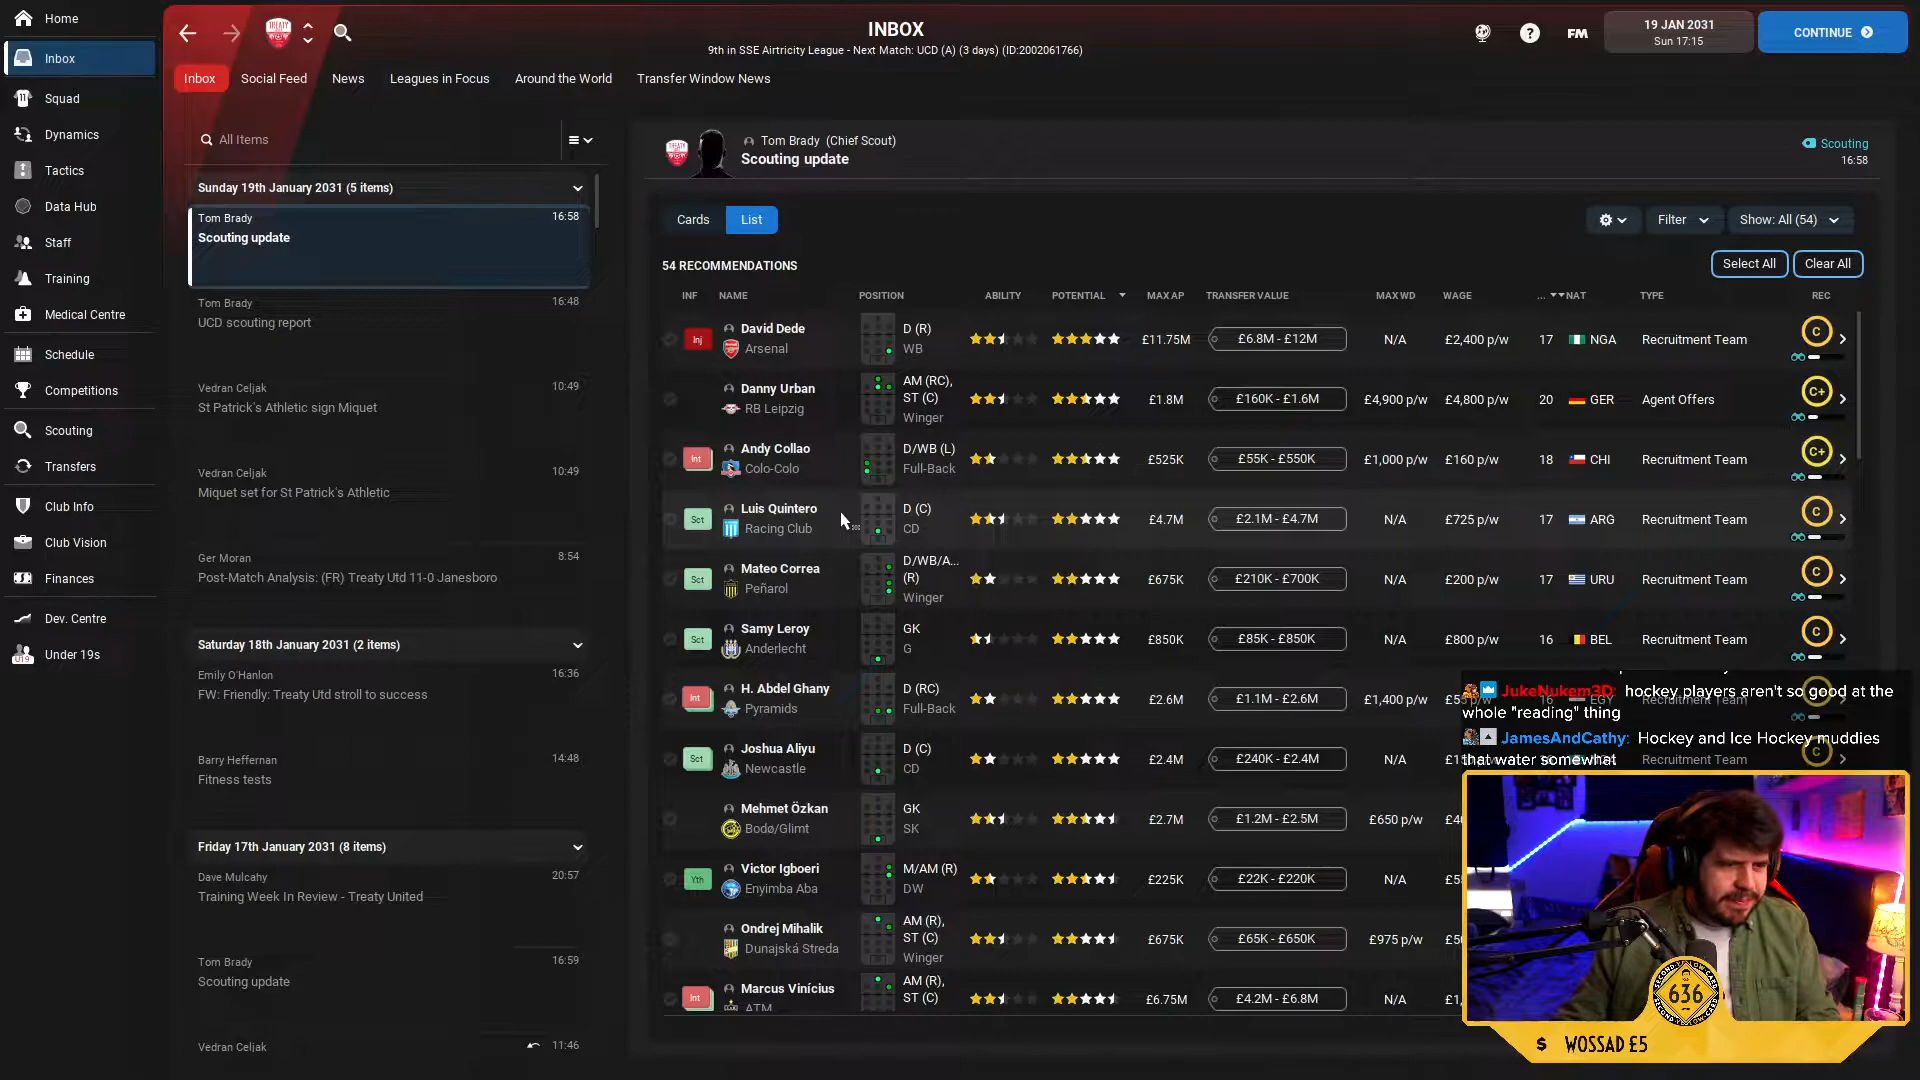 Home
Inbox
Squad
Dynamics
Tactics
Data Hub
Staff
Training
Medical Centre
Schedule
Competitions
Scouting
Transfers
Club Info
Club Vision
Finances
Dev. Centre
Under 19s
INBOX
9th in SSE Airtricity League - Next Match: UCD (A) (3 days) (ID:2002061766)
FM
19 JAN 2031
Sun 17:15
CONTINUE
Inbox Social Feed News Leagues in Focus Around the World Transfer Window News
All Items
Sunday 19th January 2031 (5 items)
Tom Brady 16:58
Scouting update
Tom Brady 16:48
UCD scouting report
Vedran Celjak 10:49
St Patrick's Athletic sign Miquet
Vedran Celjak 10:49
Miquet set for St Patrick's Athletic
Ger Moran 8:54
Post-Match Analysis: (FR) Treaty Utd 11-0 Janesboro
Saturday 18th January 2031 (2 items)
Emily O'Hanlon 16:36
FW: Friendly: Treaty Utd stroll to success
Barry Heffernan 14:48
Fitness tests
Friday 17th January 2031 (8 items)
Dave Mulcahy 20:57
Training Week In Review - Treaty United
Tom Brady 16:59
Scouting update
Vedran Celjak 11:46
Tom Brady (Chief Scout)
Scouting update
Scouting
16:58
Cards List
Filter Show: All (54)
54 RECOMMENDATIONS
Select All Clear All
INF NAME POSITION ABILITY POTENTIAL MAX AP TRANSFER VALUE MAX WD WAGE ... NAT TYPE REC
Inj David Dede Arsenal D (R) WB £11.75M £6.8M - £12M N/A £2,400 p/w 17 NGA Recruitment Team C
Danny Urban RB Leipzig AM (RC), ST (C) Winger £1.8M £160K - £1.6M £4,900 p/w £4,800 p/w 20 GER Agent Offers C+
Int Andy Collao Colo-Colo D/WB (L) Full-Back £525K £55K - £550K £1,000 p/w £160 p/w 18 CHI Recruitment Team C+
Sct Luis Quintero Racing Club D (C) CD £4.7M £2.1M - £4.7M N/A £725 p/w 17 ARG Recruitment Team C
Sct Mateo Correa Peñarol D/WB/A... (R) Winger £675K £210K - £700K N/A £200 p/w 17 URU Recruitment Team C
Sct Samy Leroy Anderlecht GK G £850K £85K - £850K N/A £800 p/w 16 BEL Recruitment Team C
Int H. Abdel Ghany Pyramids D (RC) Full-Back £2.6M £1.1M - £2.6M £1,400 p/w 16 EGY Recruitment Team C
Sct Joshua Aliyu Newcastle D (C) CD £2.4M £240K - £2.4M N/A Recruitment Team C
Mehmet Özkan Bodø/Glimt GK SK £2.7M £1.2M - £2.5M £650 p/w
Yth Victor Igboeri Enyimba Aba M/AM (R) DW £225K £22K - £220K N/A
Ondrej Mihalik Dunajská Streda AM (R), ST (C) Winger £675K £65K - £650K £975 p/w
Int Marcus Vinícius ATM AM (R), ST (C) £6.75M £4.2M - £6.8M N/A
JukeNukem3D: hockey players aren't so good at the
whole "reading" thing
JamesAndCathy: Hockey and Ice Hockey muddies
that water somewhat
636
$ WOSSAD £5